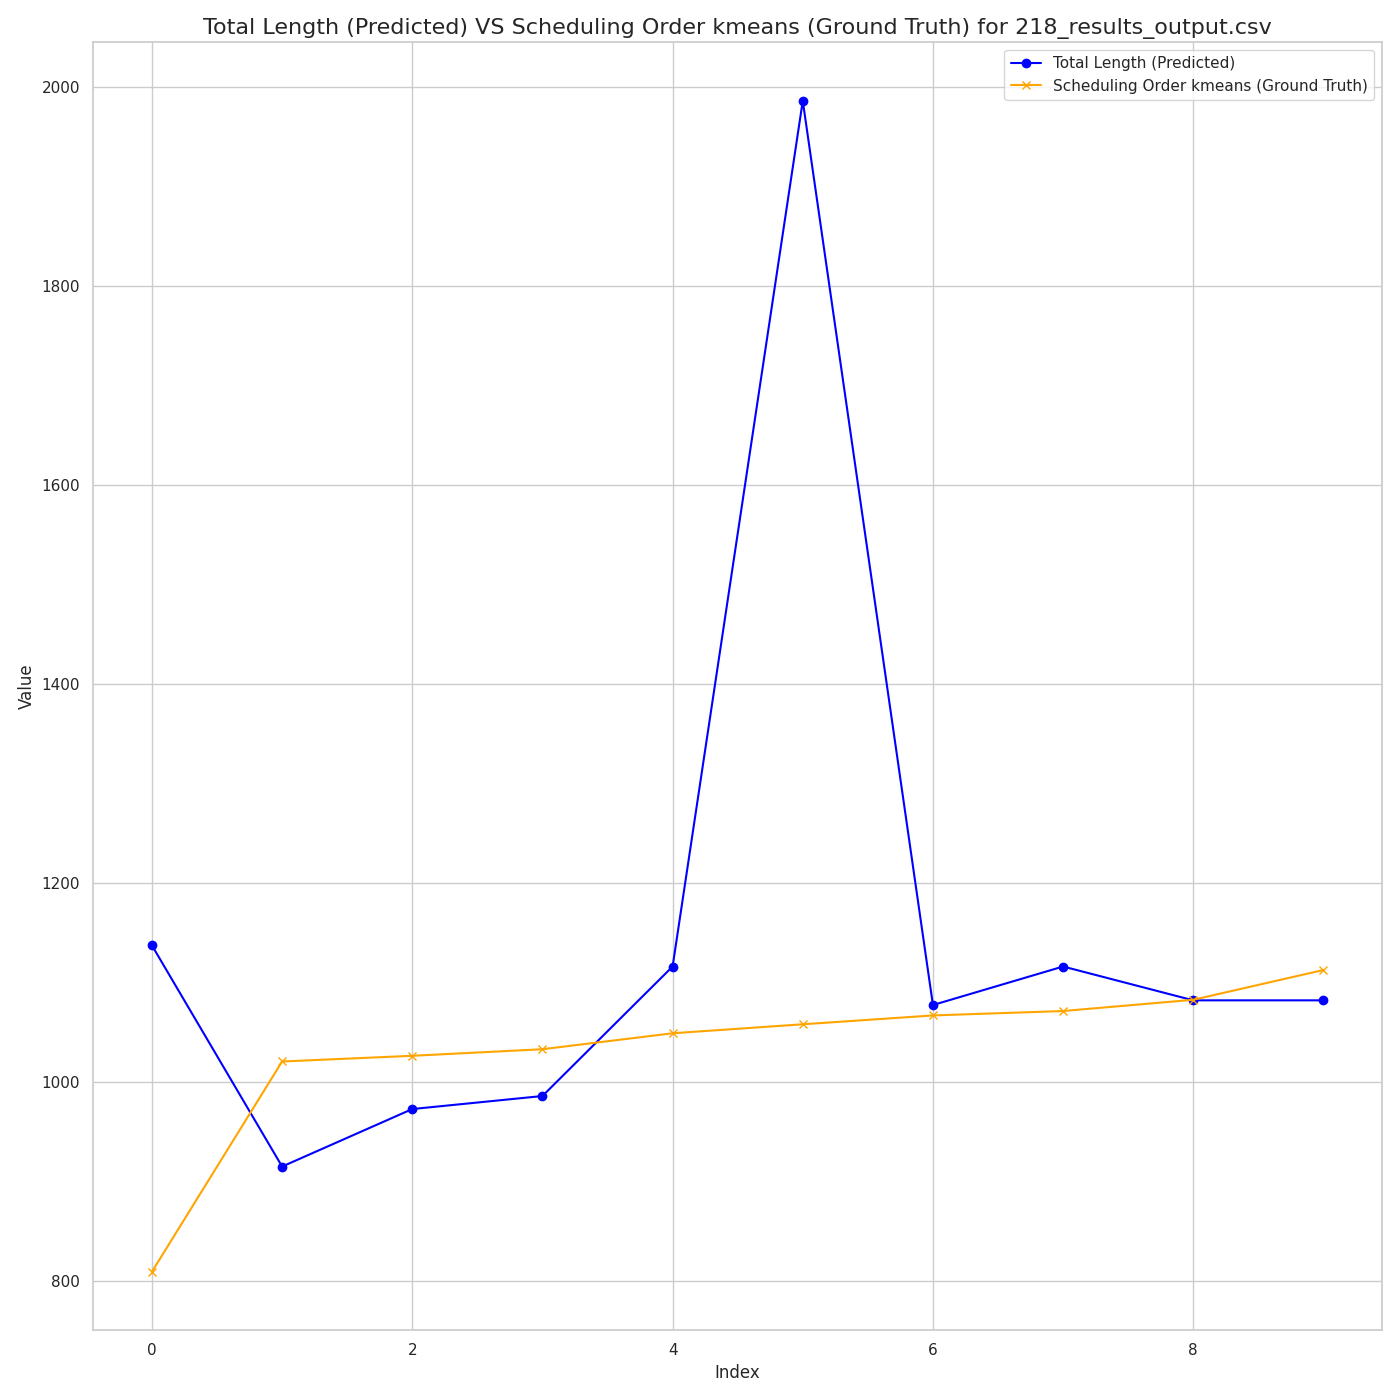 Total Length (Predicted) VS Scheduling Order kmeans (Ground Truth) for 218_results_output.csv
Total Length (Predicted)
Scheduling Order kmeans (Ground Truth)
2000
1800
1600
1400
1200
1000
800
Value
0 2 4 6 8
Index